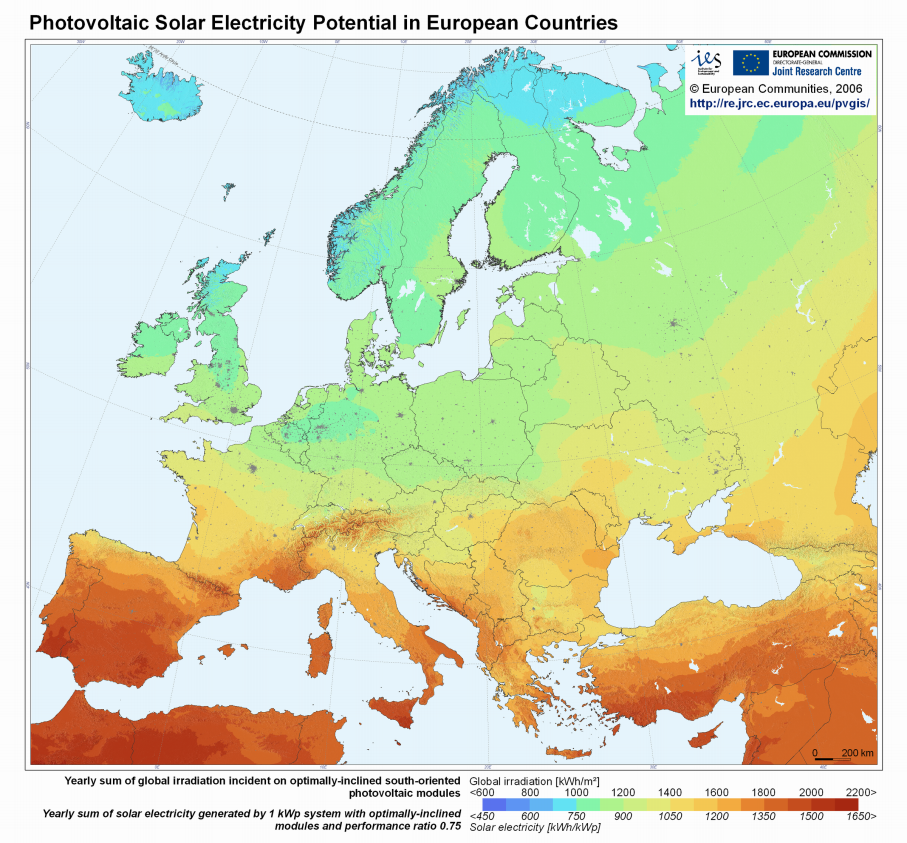 Photovoltaic Solar Electricity Potential in European Countries
ies
EUROPEAN COMMISSION
DIRECTORATE-GENERAL
Joint Research Centre
© European Communities, 2006
http://re.jrc.ec.europa.eu/pvgis/
0 200 km
Yearly sum of global irradiation incident on optimally-inclined south-oriented
photovoltaic modules
Yearly sum of solar electricity generated by 1 kWp system with optimally-inclined
modules and performance ratio 0.75
Global irradiation [kWh/m²]
<600 800 1000 1200 1400 1600 1800 2000 2200>
<450 600 750 900 1050 1200 1350 1500 1650>
Solar electricity [kWh/kWp]